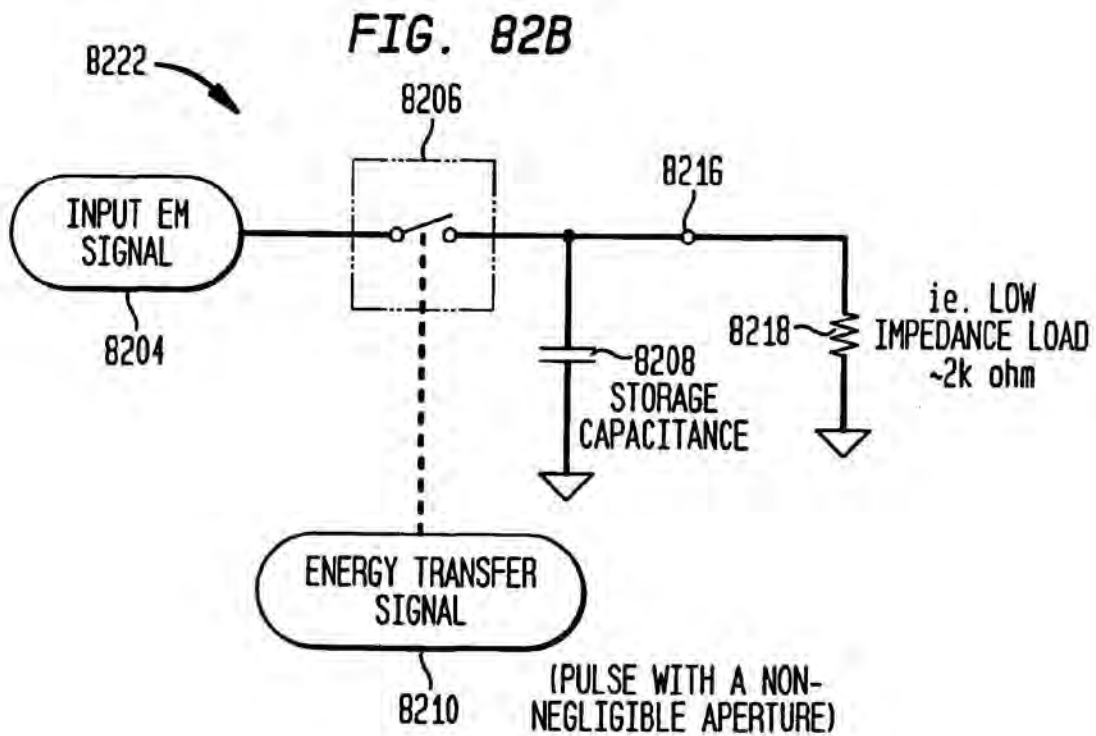 FIG. 82B
8222
8206
8216
INPUT EM
SIGNAL
8204
8218
ie. LOW
IMPEDANCE LOAD
~2k ohm
8208
STORAGE
CAPACITANCE
ENERGY TRANSFER
SIGNAL
8210
(PULSE WITH A NON-
NEGLIGIBLE APERTURE)